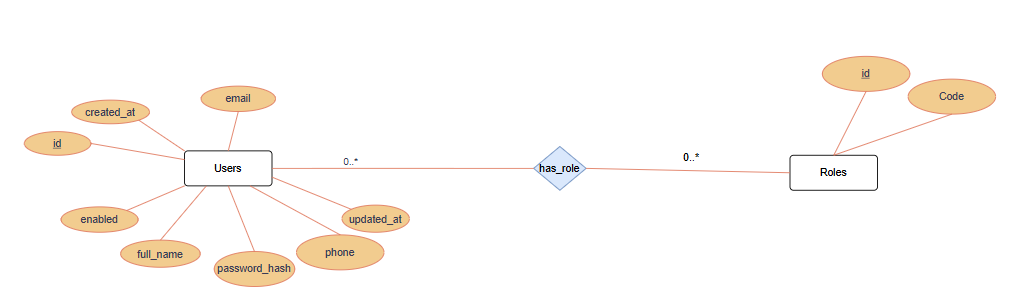 id
Code
email
created_at
id
Users
0..*
has_role
0..*
Roles
enabled
full_name
password_hash
phone
updated_at